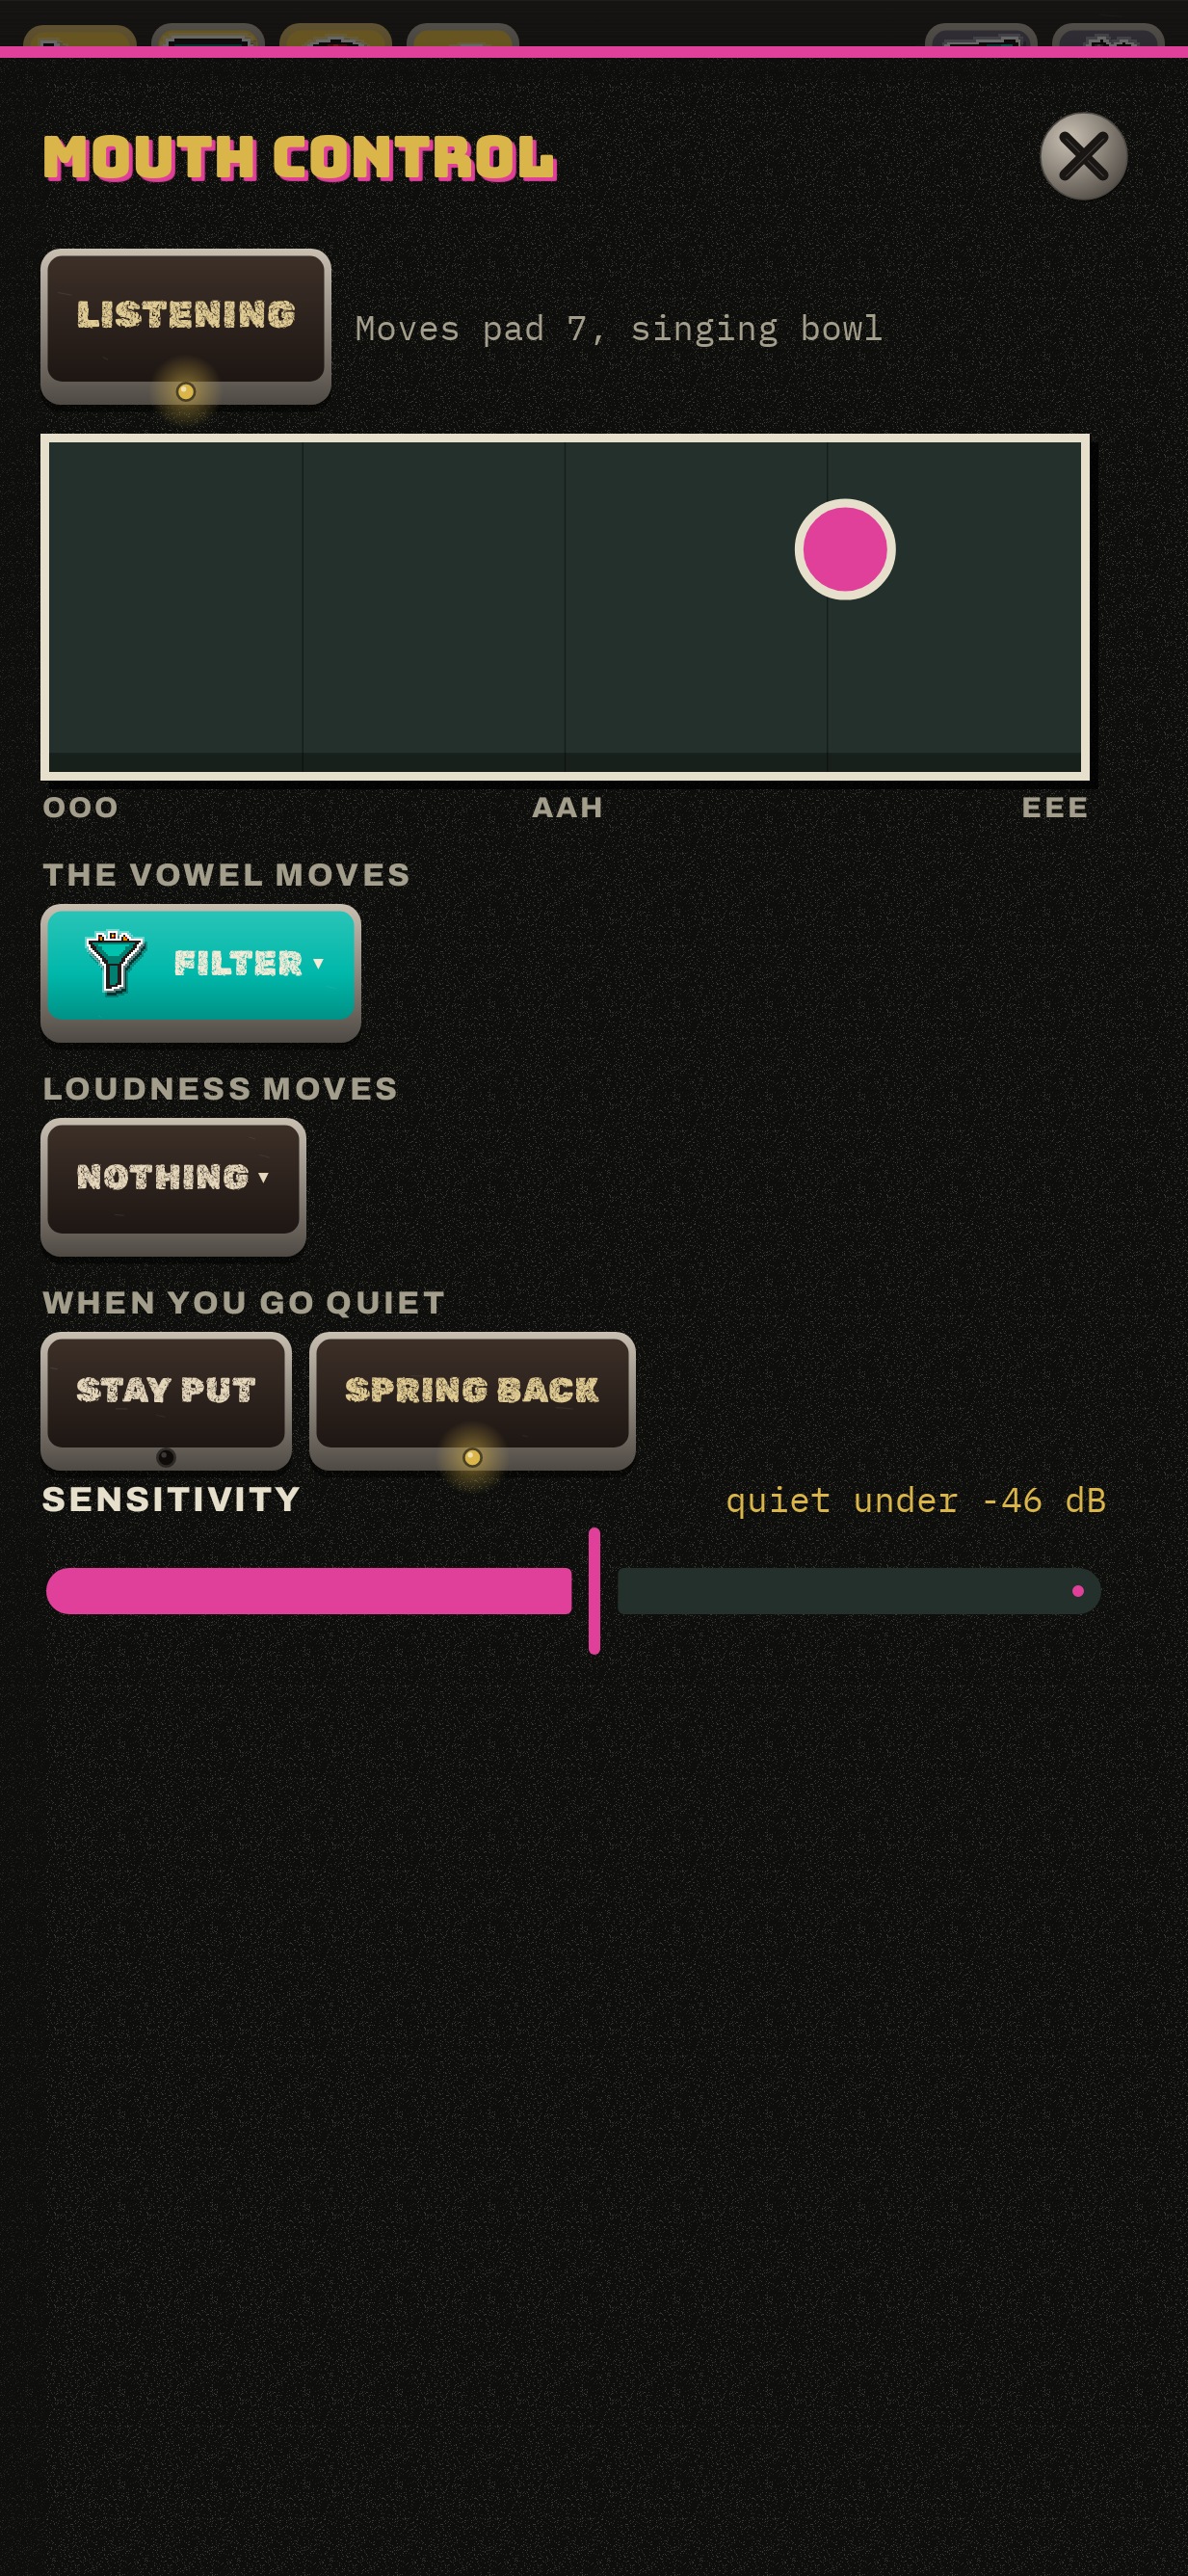 MOUTH CONTROL
LISTENING
Moves pad 7, singing bowl
OOO AAH EEE
THE VOWEL MOVES
FILTER ▾
LOUDNESS MOVES
NOTHING ▾
WHEN YOU GO QUIET
STAY PUT SPRING BACK
SENSITIVITY quiet under -46 dB